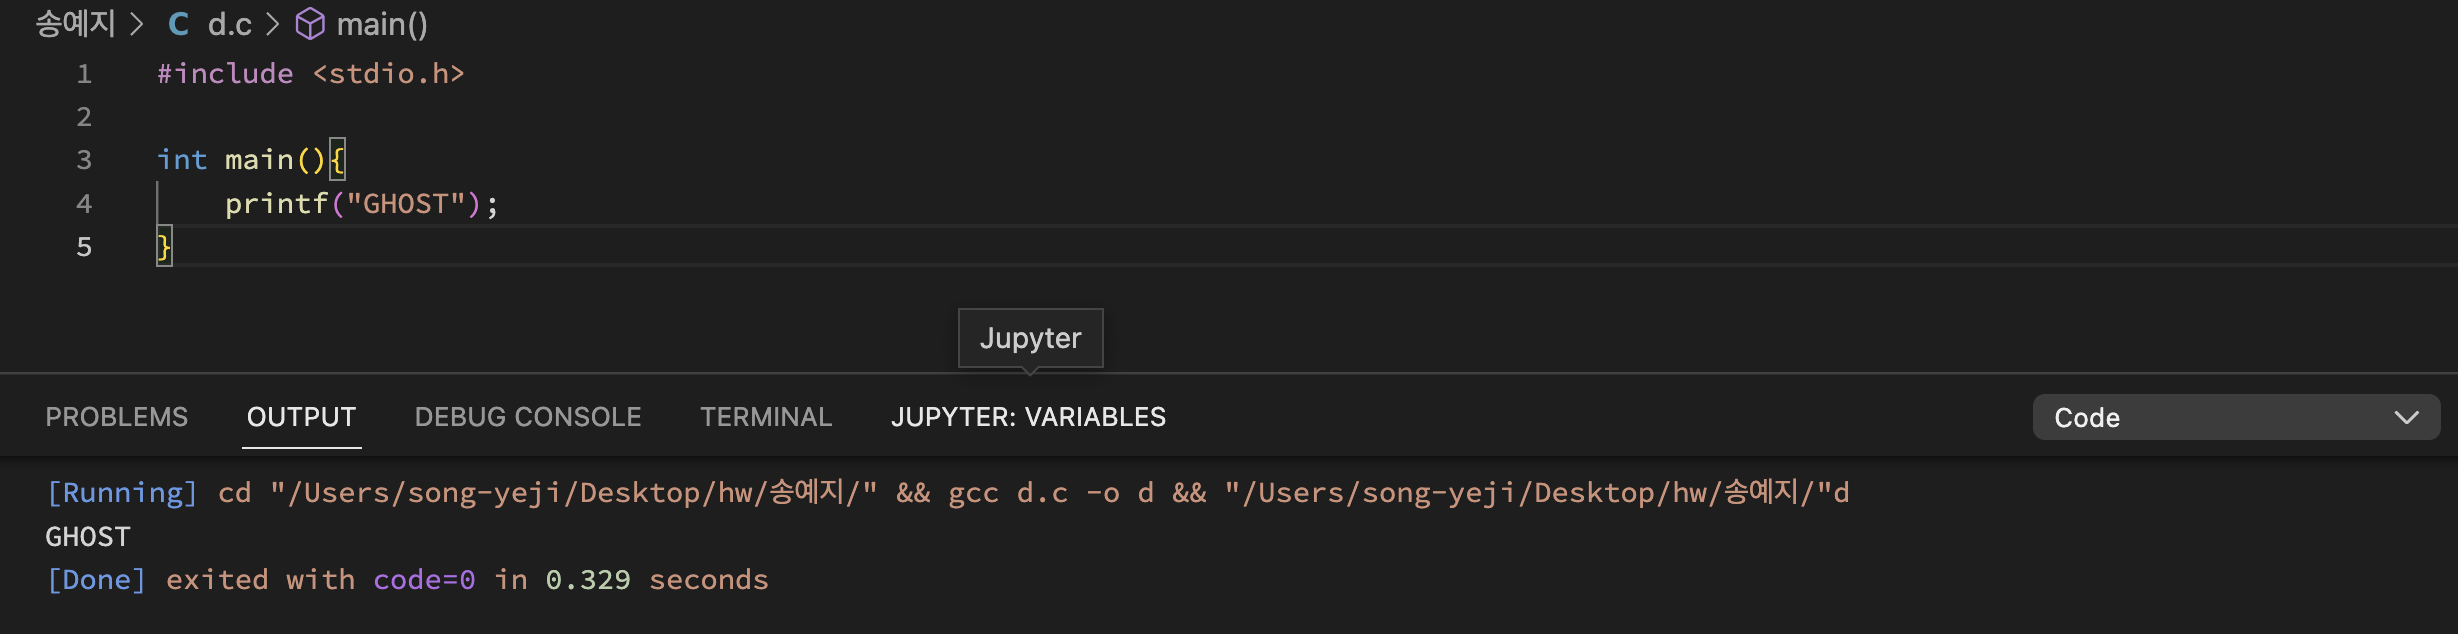 송예지 > C d.c > main()
1 #include <stdio.h>
2
3 int main(){
4     printf("GHOST");
5 }
Jupyter
PROBLEMS OUTPUT DEBUG CONSOLE TERMINAL JUPYTER: VARIABLES Code
[Running] cd "/Users/song-yeji/Desktop/hw/송예지/" && gcc d.c -o d && "/Users/song-yeji/Desktop/hw/송예지/"d
GHOST
[Done] exited with code=0 in 0.329 seconds